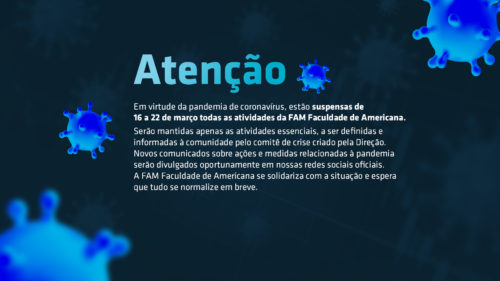 Atenção
Em virtude da pandemia de coronavírus, estão suspensas de
16 a 22 de março todas as atividades da FAM Faculdade de Americana.
Serão mantidas apenas as atividades essenciais, a ser definidas e
informadas à comunidade pelo comitê de crise criado pela Direção.
Novos comunicados sobre ações e medidas relacionadas à pandemia
serão divulgados oportunamente em nossas redes sociais oficiais.
A FAM Faculdade de Americana se solidariza com a situação e espera
que tudo se normalize em breve.